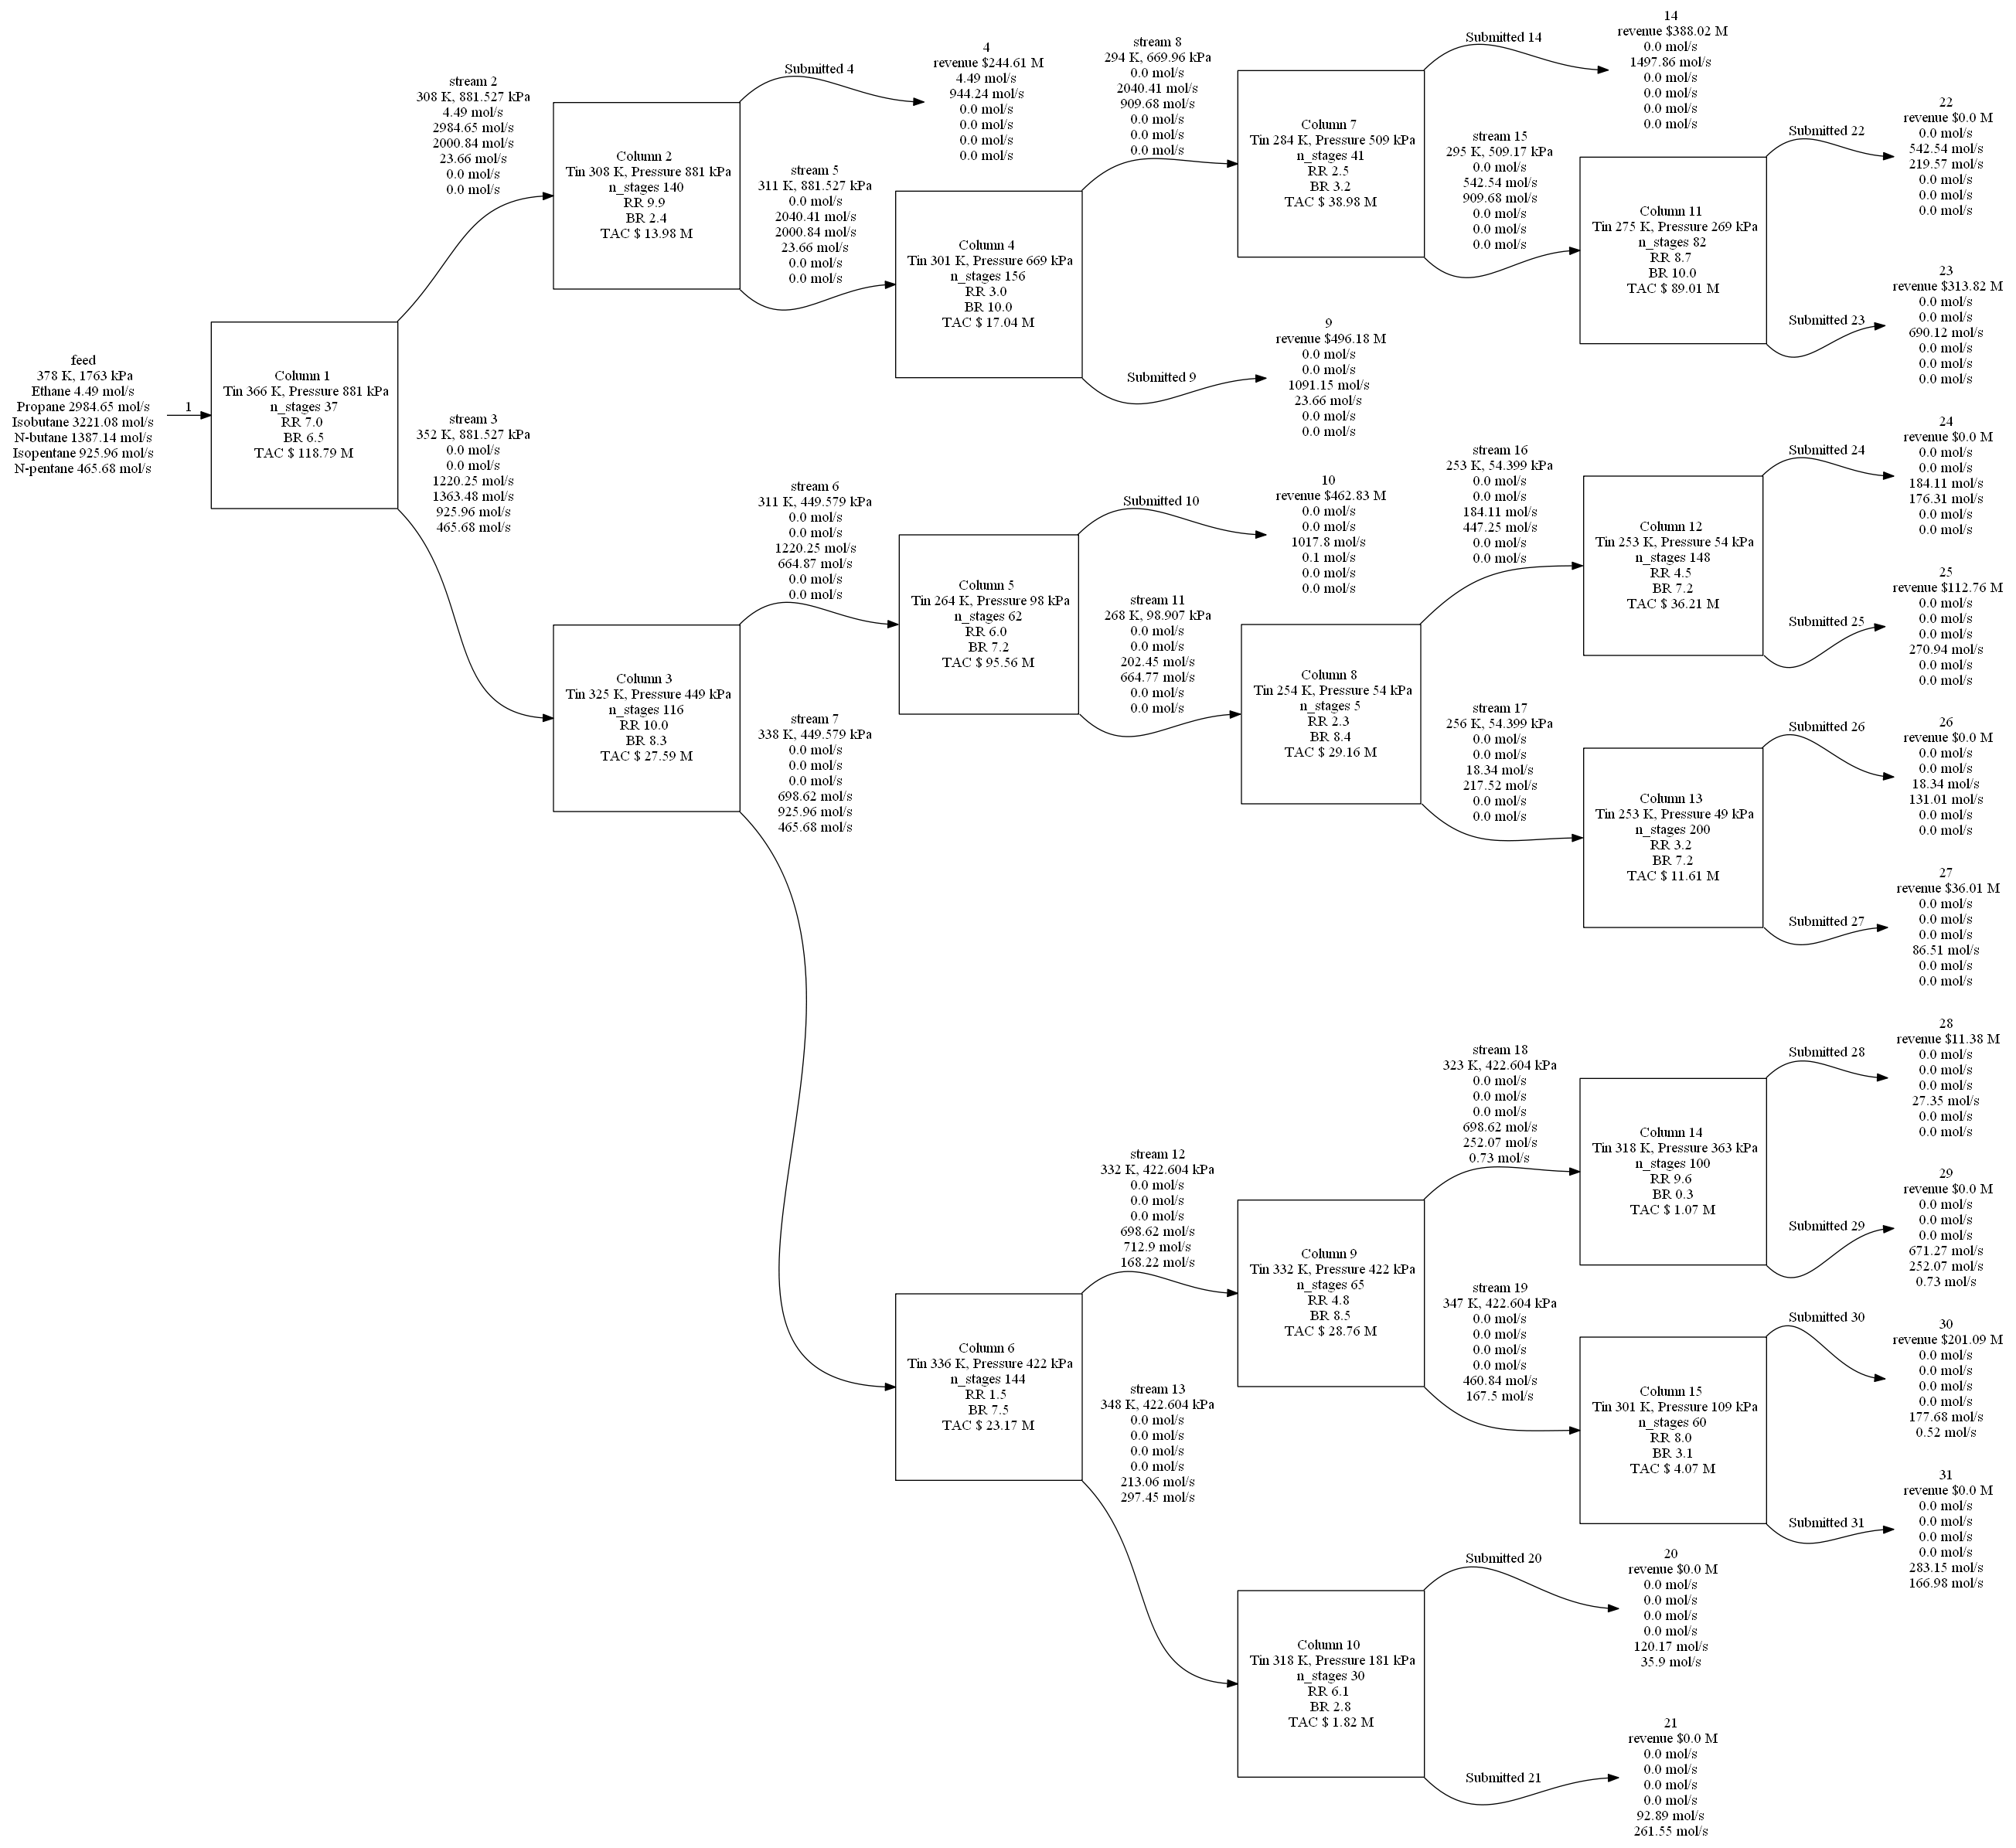 feed
378 K, 1763 kPa
Ethane 4.49 mol/s
Propane 2984.65 mol/s
Isobutane 3221.08 mol/s
N-butane 1387.14 mol/s
Isopentane 925.96 mol/s
N-pentane 465.68 mol/s
1
Column 1
Tin 366 K, Pressure 881 kPa
n_stages 37
RR 7.0
BR 6.5
TAC $ 118.79 M
stream 2
308 K, 881.527 kPa
4.49 mol/s
2984.65 mol/s
2000.84 mol/s
23.66 mol/s
0.0 mol/s
0.0 mol/s
stream 3
352 K, 881.527 kPa
0.0 mol/s
0.0 mol/s
1220.25 mol/s
1363.48 mol/s
925.96 mol/s
465.68 mol/s
Column 2
Tin 308 K, Pressure 881 kPa
n_stages 140
RR 9.9
BR 2.4
TAC $ 13.98 M
Column 3
Tin 325 K, Pressure 449 kPa
n_stages 116
RR 10.0
BR 8.3
TAC $ 27.59 M
Submitted 4
stream 5
311 K, 881.527 kPa
0.0 mol/s
2040.41 mol/s
2000.84 mol/s
23.66 mol/s
0.0 mol/s
0.0 mol/s
stream 6
311 K, 449.579 kPa
0.0 mol/s
0.0 mol/s
1220.25 mol/s
664.87 mol/s
0.0 mol/s
0.0 mol/s
stream 7
338 K, 449.579 kPa
0.0 mol/s
0.0 mol/s
0.0 mol/s
698.62 mol/s
925.96 mol/s
465.68 mol/s
4
revenue $244.61 M
4.49 mol/s
944.24 mol/s
0.0 mol/s
0.0 mol/s
0.0 mol/s
0.0 mol/s
Column 4
Tin 301 K, Pressure 669 kPa
n_stages 156
RR 3.0
BR 10.0
TAC $ 17.04 M
Column 5
Tin 264 K, Pressure 98 kPa
n_stages 62
RR 6.0
BR 7.2
TAC $ 95.56 M
Column 6
Tin 336 K, Pressure 422 kPa
n_stages 144
RR 1.5
BR 7.5
TAC $ 23.17 M
stream 8
294 K, 669.96 kPa
0.0 mol/s
2040.41 mol/s
909.68 mol/s
0.0 mol/s
0.0 mol/s
0.0 mol/s
Submitted 9
Submitted 10
stream 11
268 K, 98.907 kPa
0.0 mol/s
0.0 mol/s
202.45 mol/s
664.77 mol/s
0.0 mol/s
0.0 mol/s
stream 12
332 K, 422.604 kPa
0.0 mol/s
0.0 mol/s
0.0 mol/s
698.62 mol/s
712.9 mol/s
168.22 mol/s
stream 13
348 K, 422.604 kPa
0.0 mol/s
0.0 mol/s
0.0 mol/s
0.0 mol/s
213.06 mol/s
297.45 mol/s
Column 7
Tin 284 K, Pressure 509 kPa
n_stages 41
RR 2.5
BR 3.2
TAC $ 38.98 M
9
revenue $496.18 M
0.0 mol/s
0.0 mol/s
1091.15 mol/s
23.66 mol/s
0.0 mol/s
0.0 mol/s
10
revenue $462.83 M
0.0 mol/s
0.0 mol/s
1017.8 mol/s
0.1 mol/s
0.0 mol/s
0.0 mol/s
Column 8
Tin 254 K, Pressure 54 kPa
n_stages 5
RR 2.3
BR 8.4
TAC $ 29.16 M
Column 9
Tin 332 K, Pressure 422 kPa
n_stages 65
RR 4.8
BR 8.5
TAC $ 28.76 M
Column 10
Tin 318 K, Pressure 181 kPa
n_stages 30
RR 6.1
BR 2.8
TAC $ 1.82 M
Submitted 14
stream 15
295 K, 509.17 kPa
0.0 mol/s
542.54 mol/s
909.68 mol/s
0.0 mol/s
0.0 mol/s
0.0 mol/s
stream 16
253 K, 54.399 kPa
0.0 mol/s
0.0 mol/s
184.11 mol/s
447.25 mol/s
0.0 mol/s
0.0 mol/s
stream 17
256 K, 54.399 kPa
0.0 mol/s
0.0 mol/s
18.34 mol/s
217.52 mol/s
0.0 mol/s
0.0 mol/s
stream 18
323 K, 422.604 kPa
0.0 mol/s
0.0 mol/s
0.0 mol/s
698.62 mol/s
252.07 mol/s
0.73 mol/s
stream 19
347 K, 422.604 kPa
0.0 mol/s
0.0 mol/s
0.0 mol/s
0.0 mol/s
460.84 mol/s
167.5 mol/s
Submitted 20
Submitted 21
14
revenue $388.02 M
0.0 mol/s
1497.86 mol/s
0.0 mol/s
0.0 mol/s
0.0 mol/s
0.0 mol/s
Column 11
Tin 275 K, Pressure 269 kPa
n_stages 82
RR 8.7
BR 10.0
TAC $ 89.01 M
Column 12
Tin 253 K, Pressure 54 kPa
n_stages 148
RR 4.5
BR 7.2
TAC $ 36.21 M
Column 13
Tin 253 K, Pressure 49 kPa
n_stages 200
RR 3.2
BR 7.2
TAC $ 11.61 M
Column 14
Tin 318 K, Pressure 363 kPa
n_stages 100
RR 9.6
BR 0.3
TAC $ 1.07 M
Column 15
Tin 301 K, Pressure 109 kPa
n_stages 60
RR 8.0
BR 3.1
TAC $ 4.07 M
20
revenue $0.0 M
0.0 mol/s
0.0 mol/s
0.0 mol/s
0.0 mol/s
120.17 mol/s
35.9 mol/s
21
revenue $0.0 M
0.0 mol/s
0.0 mol/s
0.0 mol/s
0.0 mol/s
92.89 mol/s
261.55 mol/s
Submitted 22
Submitted 23
Submitted 24
Submitted 25
Submitted 26
Submitted 27
Submitted 28
Submitted 29
Submitted 30
Submitted 31
22
revenue $0.0 M
0.0 mol/s
542.54 mol/s
219.57 mol/s
0.0 mol/s
0.0 mol/s
0.0 mol/s
23
revenue $313.82 M
0.0 mol/s
0.0 mol/s
690.12 mol/s
0.0 mol/s
0.0 mol/s
0.0 mol/s
24
revenue $0.0 M
0.0 mol/s
0.0 mol/s
184.11 mol/s
176.31 mol/s
0.0 mol/s
0.0 mol/s
25
revenue $112.76 M
0.0 mol/s
0.0 mol/s
0.0 mol/s
270.94 mol/s
0.0 mol/s
0.0 mol/s
26
revenue $0.0 M
0.0 mol/s
0.0 mol/s
18.34 mol/s
131.01 mol/s
0.0 mol/s
0.0 mol/s
27
revenue $36.01 M
0.0 mol/s
0.0 mol/s
0.0 mol/s
86.51 mol/s
0.0 mol/s
0.0 mol/s
28
revenue $11.38 M
0.0 mol/s
0.0 mol/s
0.0 mol/s
27.35 mol/s
0.0 mol/s
0.0 mol/s
29
revenue $0.0 M
0.0 mol/s
0.0 mol/s
0.0 mol/s
671.27 mol/s
252.07 mol/s
0.73 mol/s
30
revenue $201.09 M
0.0 mol/s
0.0 mol/s
0.0 mol/s
0.0 mol/s
177.68 mol/s
0.52 mol/s
31
revenue $0.0 M
0.0 mol/s
0.0 mol/s
0.0 mol/s
0.0 mol/s
283.15 mol/s
166.98 mol/s